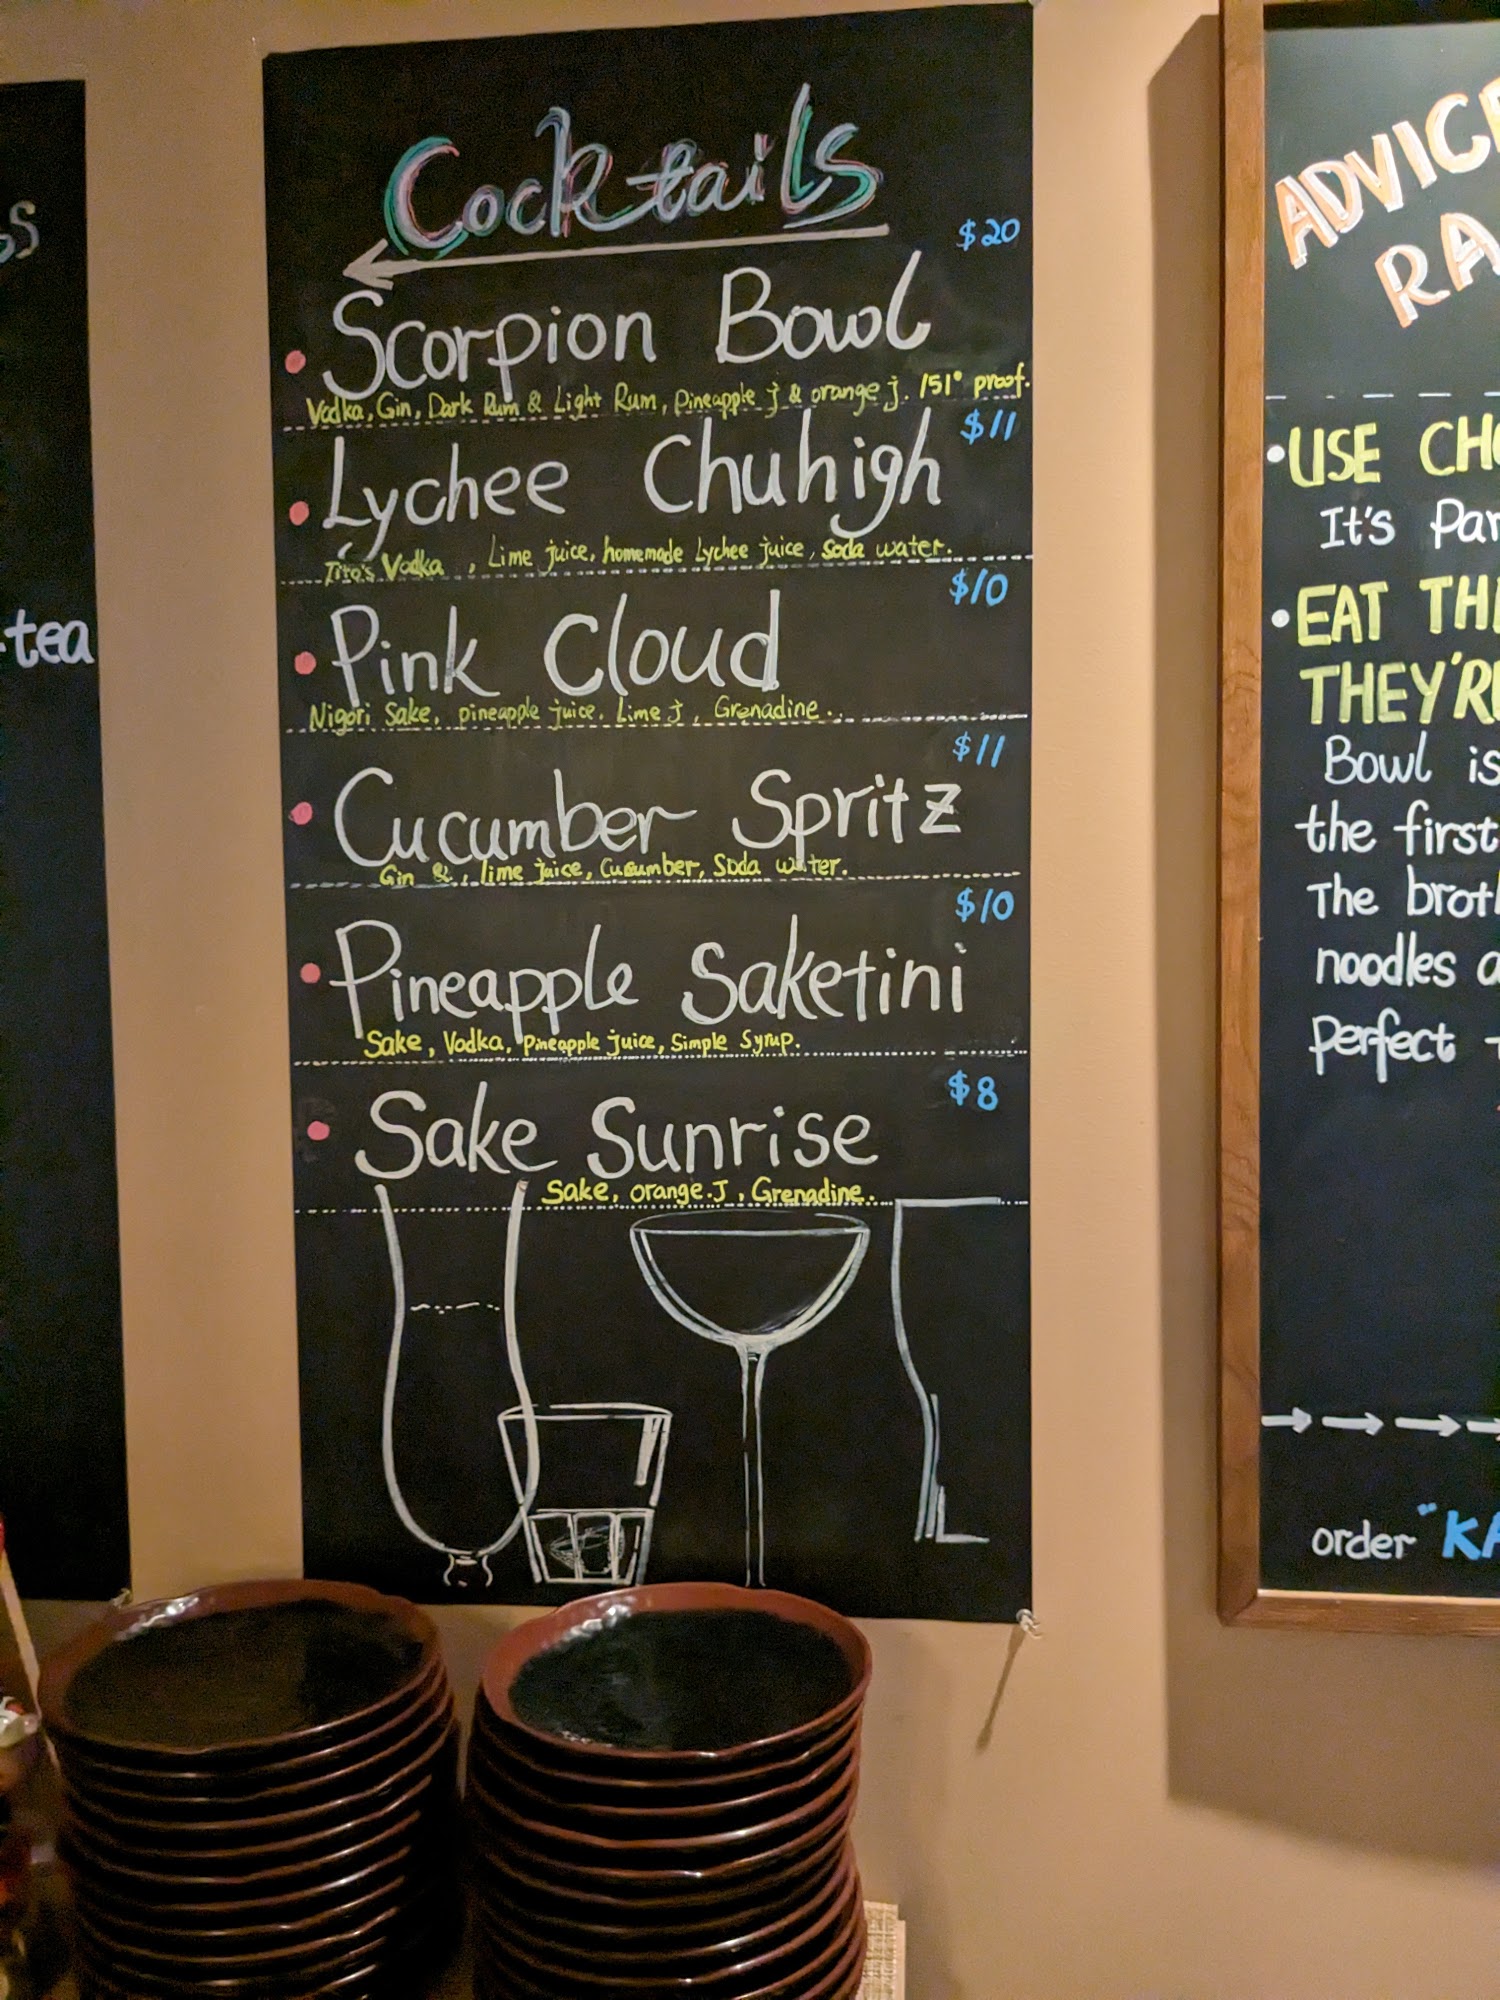 Cocktails
$20
Scorpion Bowl
Vodka, Gin, Dark Rum & Light Rum, Pineapple j & orange j. 151° proof.
$11
Lychee Chuhigh
Tito's Vodka , Lime juice, homemade Lychee juice, Soda water.
$10
Pink Cloud
Nigori Sake, pineapple juice, Lime j, Grenadine.
$11
Cucumber Spritz
Gin & , lime juice, Cucumber, Soda water.
$10
Pineapple Saketini
Sake, Vodka, Pineapple juice, Simple Syrup.
$8
Sake Sunrise
Sake, orange.J, Grenadine.
tea
ADVICE
RA
•USE CHO
It's Par
•EAT THE
THEY'RE
Bowl is
the first
The brot
noodles a
Perfect
order "KA